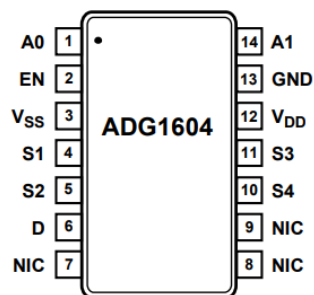 A0 1 14 A1
EN 2 13 GND
VSS 3 12 VDD
ADG1604
S1 4 11 S3
S2 5 10 S4
D 6 9 NIC
NIC 7 8 NIC